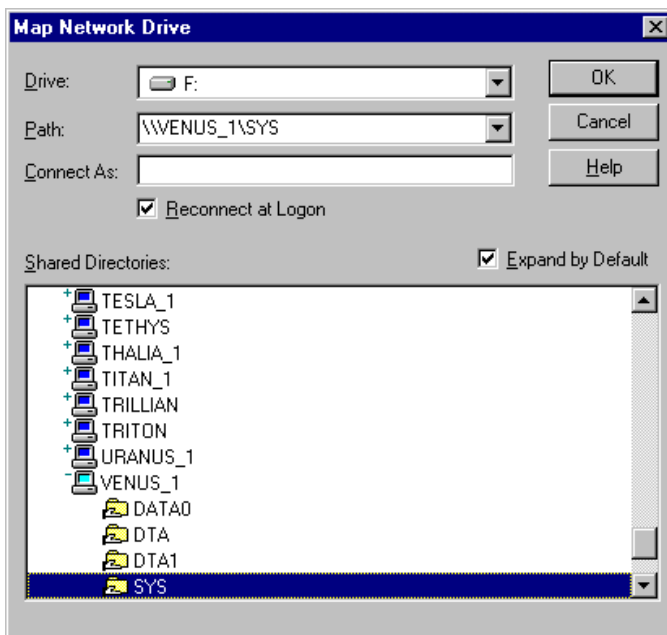 Map Network Drive
Drive: F: OK
Path: \\VENUS_1\SYS Cancel
Connect As: Help
Reconnect at Logon
Shared Directories: Expand by Default
TESLA_1
TETHYS
THALIA_1
TITAN_1
TRILLIAN
TRITON
URANUS_1
VENUS_1
DATA0
DTA
DTA1
SYS